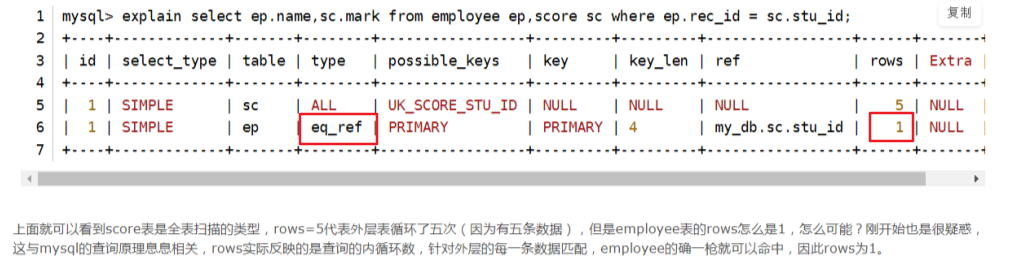 复制
1 mysql> explain select ep.name,sc.mark from employee ep,score sc where ep.rec_id = sc.stu_id;
2 +----+-------------+-------+--------+-----------------+---------+---------+-----------------+------+-------+
3 | id | select_type | table | type | possible_keys | key | key_len | ref | rows | Extra |
4 +----+-------------+-------+--------+-----------------+---------+---------+-----------------+------+-------+
5 | 1 | SIMPLE | sc | ALL | UK_SCORE_STU_ID | NULL | NULL | NULL | 5 | NULL |
6 | 1 | SIMPLE | ep | eq_ref | PRIMARY | PRIMARY | 4 | my_db.sc.stu_id | 1 | NULL |
7 +----+-------------+-------+--------+-----------------+---------+---------+-----------------+------+-------+
上面就可以看到score表是全表扫描的类型，rows=5代表外层表循环了五次（因为有五条数据），但是employee表的rows怎么是1，怎么可能？刚开始也是很疑惑，
这与mysql的查询原理息息相关，rows实际反映的是查询的内循环数，针对外层的每一条数据匹配，employee的确一枪就可以命中，因此rows为1。